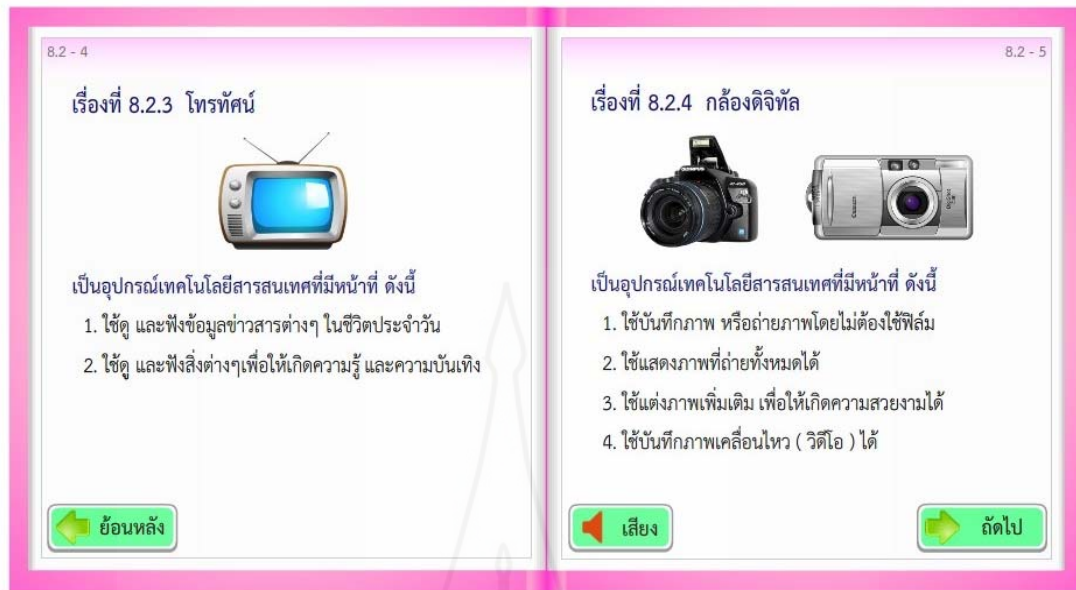 8.2 - 4
เรื่องที่ 8.2.3 โทรทัศน์
เป็นอุปกรณ์เทคโนโลยีสารสนเทศที่มีหน้าที่ ดังนี้
1. ใช้ดู และฟังข้อมูลข่าวสารต่างๆ ในชีวิตประจำวัน
2. ใช้ดู และฟังสิ่งต่างๆเพื่อให้เกิดความรู้ และความบันเทิง
ย้อนหลัง
8.2 - 5
เรื่องที่ 8.2.4 กล้องดิจิทัล
OLYMPUS
Canon
เป็นอุปกรณ์เทคโนโลยีสารสนเทศที่มีหน้าที่ ดังนี้
1. ใช้บันทึกภาพ หรือถ่ายภาพโดยไม่ต้องใช้ฟิล์ม
2. ใช้แสดงภาพที่ถ่ายทั้งหมดได้
3. ใช้แต่งภาพเพิ่มเติม เพื่อให้เกิดความสวยงามได้
4. ใช้บันทึกภาพเคลื่อนไหว ( วิดีโอ ) ได้
เสียง
ถัดไป